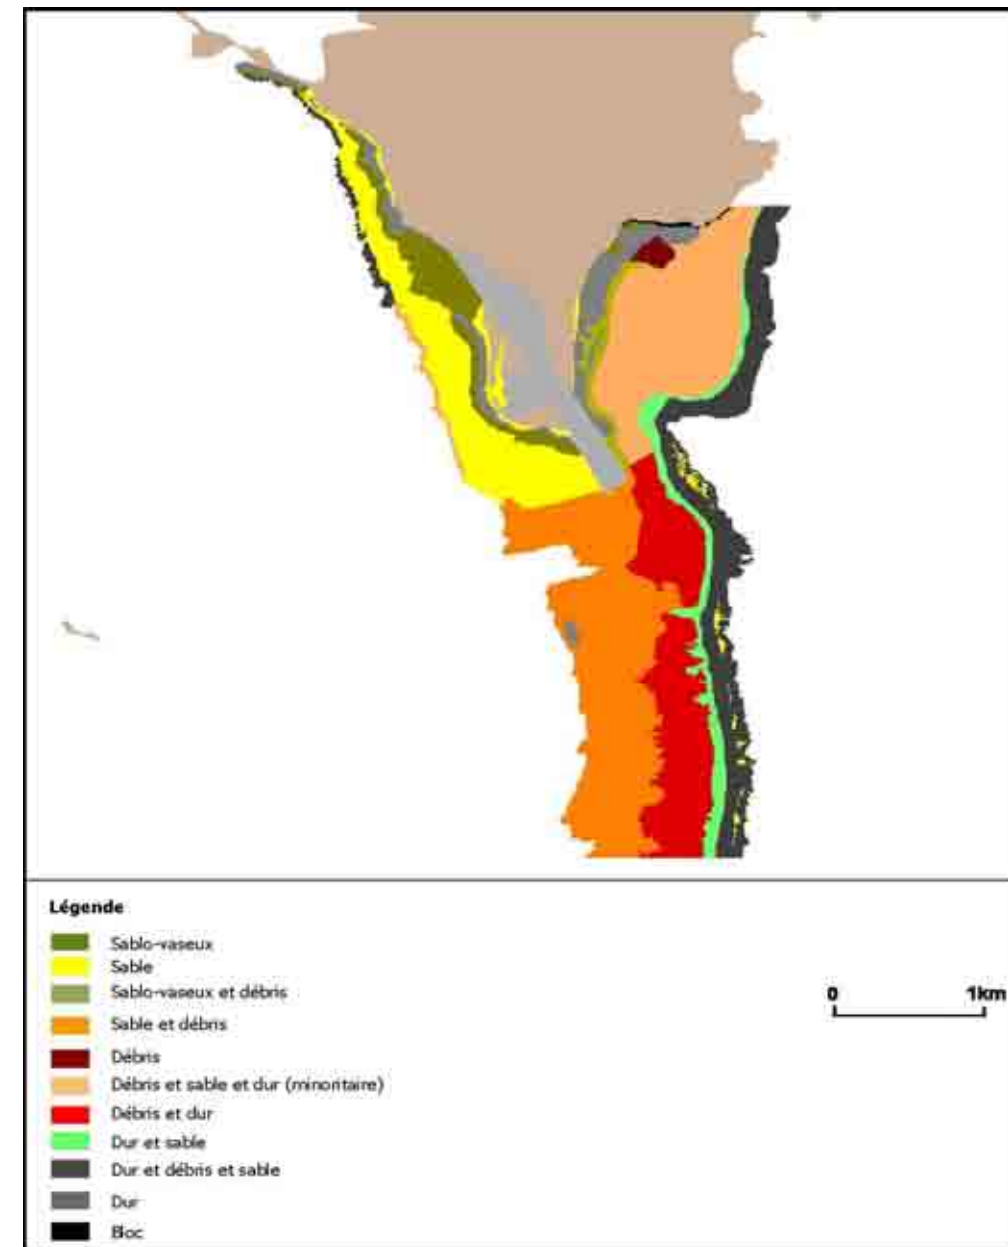 Légende
Sablo-vaseux
Sable
Sablo-vaseux et débris
Sable et débris
Débris
Débris et sable et dur (minoritaire)
Débris et dur
Dur et sable
Dur et débris et sable
Dur
Bloc
0 1km